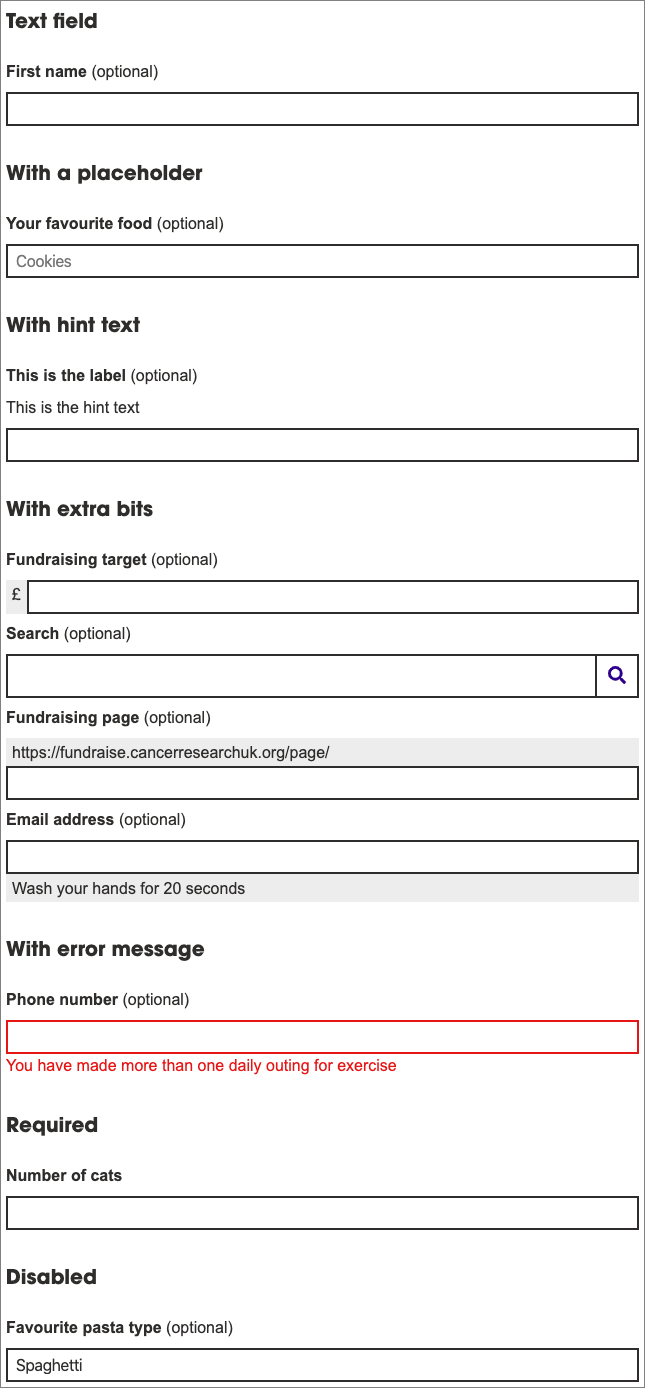 Text field
First name (optional)
With a placeholder
Your favourite food (optional)
Cookies
With hint text
This is the label (optional)
This is the hint text
With extra bits
Fundraising target (optional)
£
Search (optional)
Fundraising page (optional)
https://fundraise.cancerresearchuk.org/page/
Email address (optional)
Wash your hands for 20 seconds
With error message
Phone number (optional)
You have made more than one daily outing for exercise
Required
Number of cats
Disabled
Favourite pasta type (optional)
Spaghetti